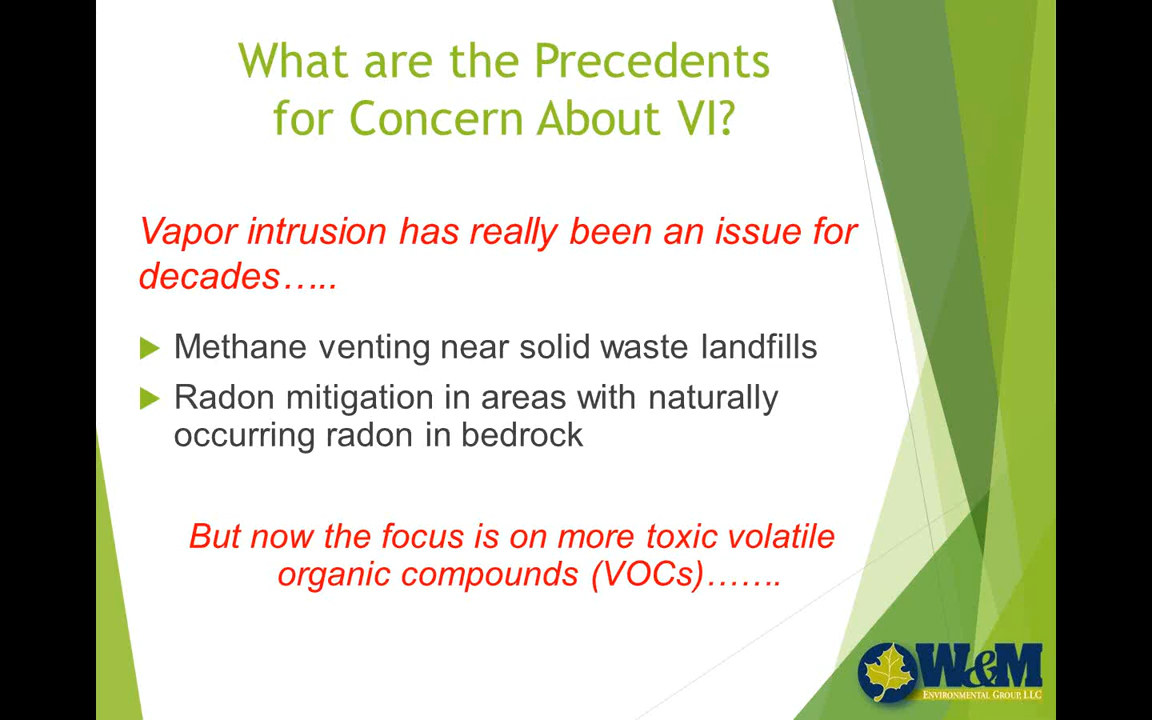 What are the Precedents
for Concern About VI?
Vapor intrusion has really been an issue for
decades…..
Methane venting near solid waste landfills
Radon mitigation in areas with naturally
occurring radon in bedrock
But now the focus is on more toxic volatile
organic compounds (VOCs)…….
W&M
ENVIRONMENTAL GROUP, LLC